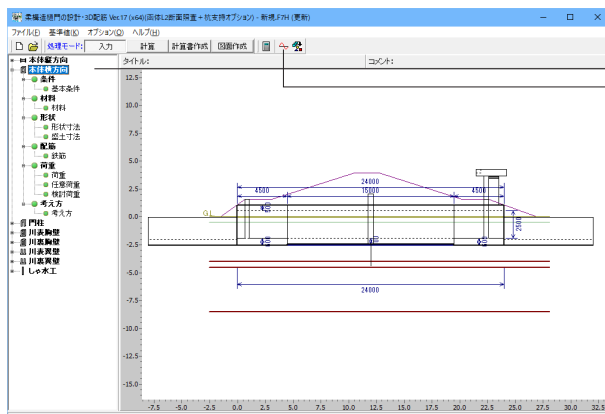 柔構造樋門の設計・3D配筋 Ver.17 (x64)(函体L2断面照査+杭支持オプション) - 新規.F7H (更新)
ファイル(F) 基準値(K) オプション(O) ヘルプ(H)
処理モード: 入力 計算 計算書作成 図面作成
本体縦方向
本体横方向
条件
基本条件
材料
材料
形状
形状寸法
盛土寸法
配筋
鉄筋
荷重
荷重
任意荷重
検討荷重
考え方
考え方
門柱
川表胸壁
川裏胸壁
川表翼壁
川裏翼壁
しゃ水工
タイトル: コメント:
12.5
10.0
7.5
5.0
2.5
0.0
-2.5
-5.0
-7.5
-10.0
-12.5
-15.0
24000
4500 15000 4500
G.L
2500
24000
-7.5 -5.0 -2.5 0.0 2.5 5.0 7.5 10.0 12.5 15.0 17.5 20.0 22.5 25.0 27.5 30.0 32.5